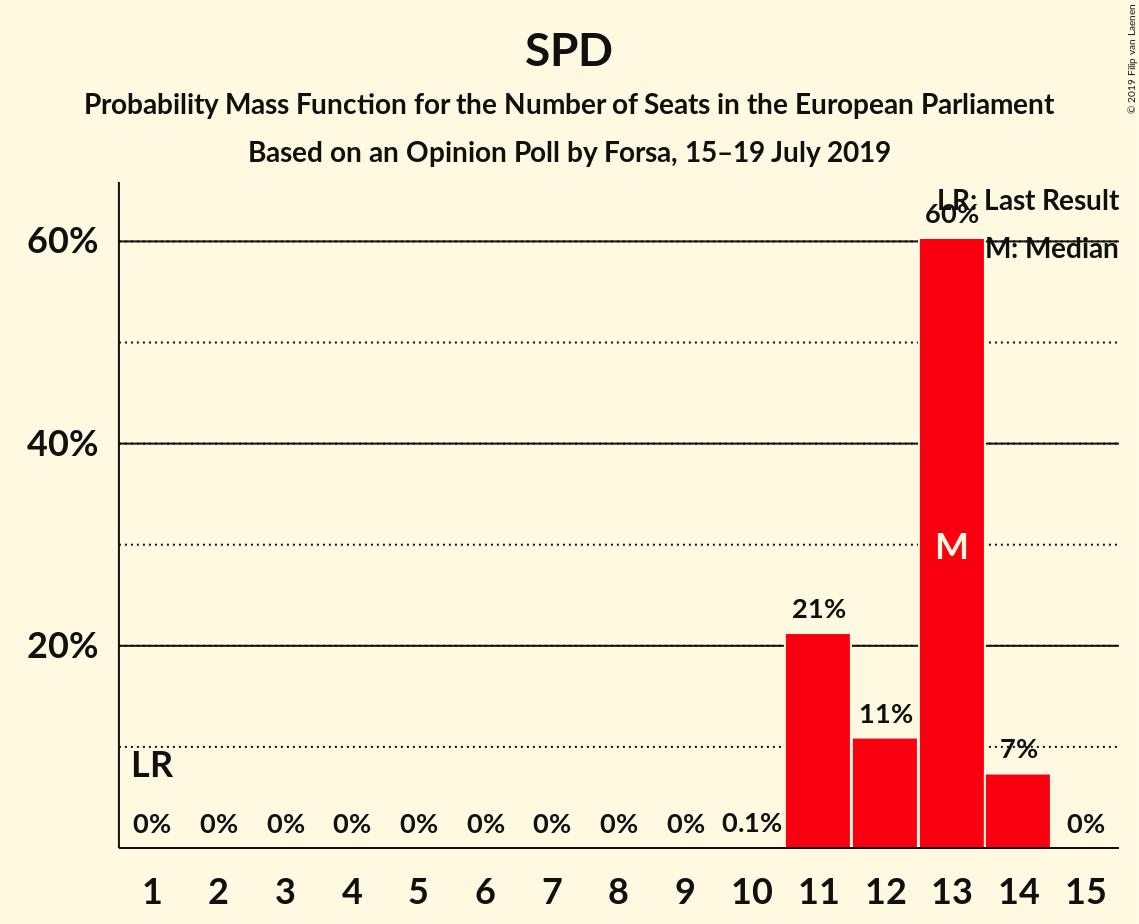 SPD
Probability Mass Function for the Number of Seats in the European Parliament
Based on an Opinion Poll by Forsa, 15–19 July 2019
© 2019 Filip van Laenen
LR: Last Result
M: Median
60%
40%
20%
60%
M
21%
11%
7%
LR
0% 0% 0% 0% 0% 0% 0% 0% 0% 0.1% 0%
1 2 3 4 5 6 7 8 9 10 11 12 13 14 15